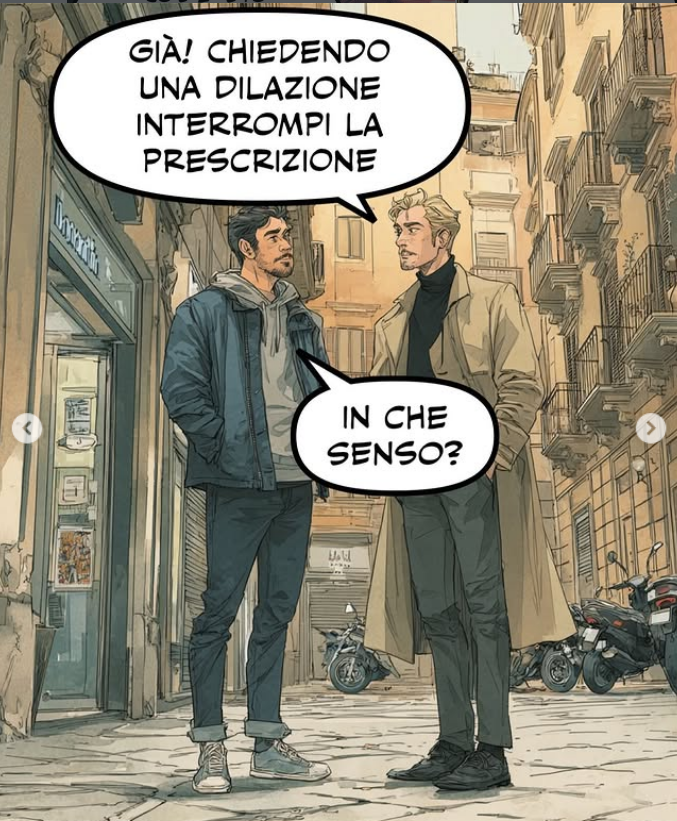 GIÀ! CHIEDENDO
UNA DILAZIONE
INTERROMPI LA
PRESCRIZIONE
IN CHE
SENSO?